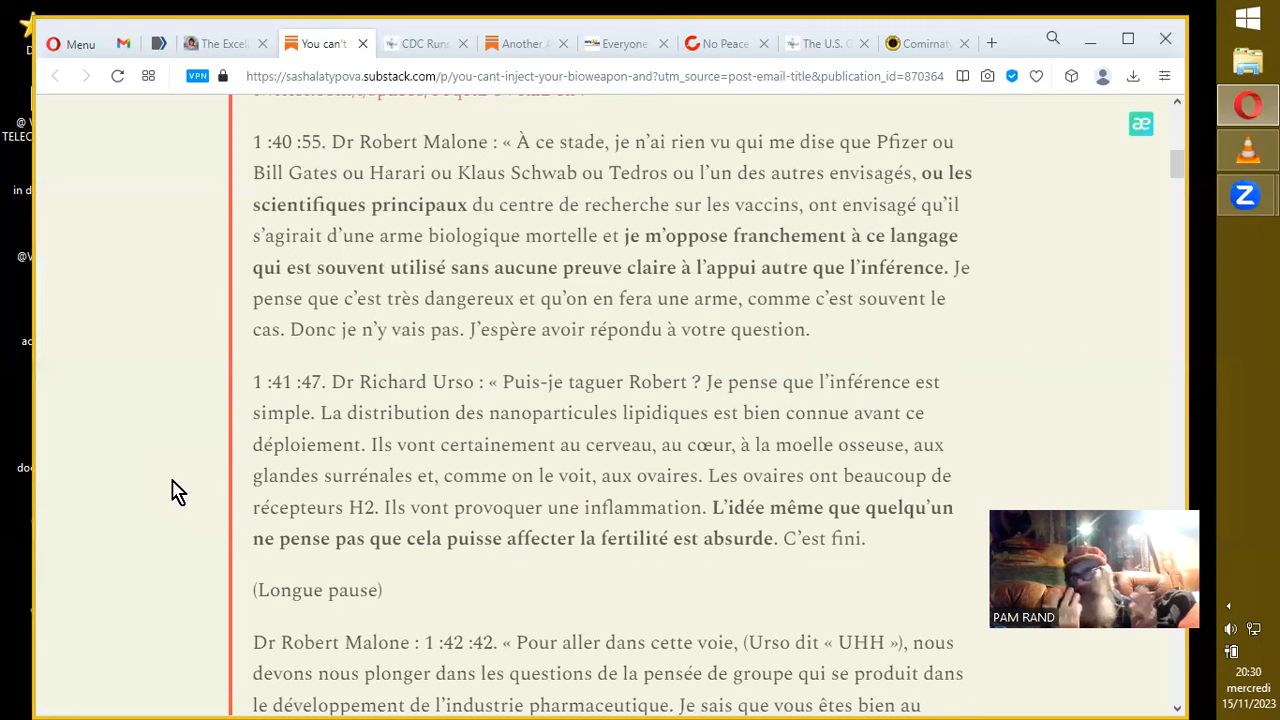 Menu
The Excell
You can't
CDC Run
Another
Everyone
No Peace
The U.S.
Comirnaty
VPN
https://sashalatypova.substack.com/p/you-cant-inject-your-bioweapon-and?utm_source=post-email-title&publication_id=870364
1 :40 :55. Dr Robert Malone : « À ce stade, je n’ai rien vu qui me dise que Pfizer ou
Bill Gates ou Harari ou Klaus Schwab ou Tedros ou l’un des autres envisagés, ou les
scientifiques principaux du centre de recherche sur les vaccins, ont envisagé qu’il
s’agirait d’une arme biologique mortelle et je m’oppose franchement à ce langage
qui est souvent utilisé sans aucune preuve claire à l’appui autre que l’inférence. Je
pense que c’est très dangereux et qu’on en fera une arme, comme c’est souvent le
cas. Donc je n’y vais pas. J’espère avoir répondu à votre question.
1 :41 :47. Dr Richard Urso : « Puis-je taguer Robert ? Je pense que l’inférence est
simple. La distribution des nanoparticules lipidiques est bien connue avant ce
déploiement. Ils vont certainement au cerveau, au cœur, à la moelle osseuse, aux
glandes surrénales et, comme on le voit, aux ovaires. Les ovaires ont beaucoup de
récepteurs H2. Ils vont provoquer une inflammation. L’idée même que quelqu’un
ne pense pas que cela puisse affecter la fertilité est absurde. C’est fini.
(Longue pause)
Dr Robert Malone : 1 :42 :42. « Pour aller dans cette voie, (Urso dit « UHH »), nous
devons nous plonger dans les questions de la pensée de groupe qui se produit dans
le développement de l’industrie pharmaceutique. Je sais que vous êtes bien au
PAM RAND
20:30
mercredi
15/11/2023